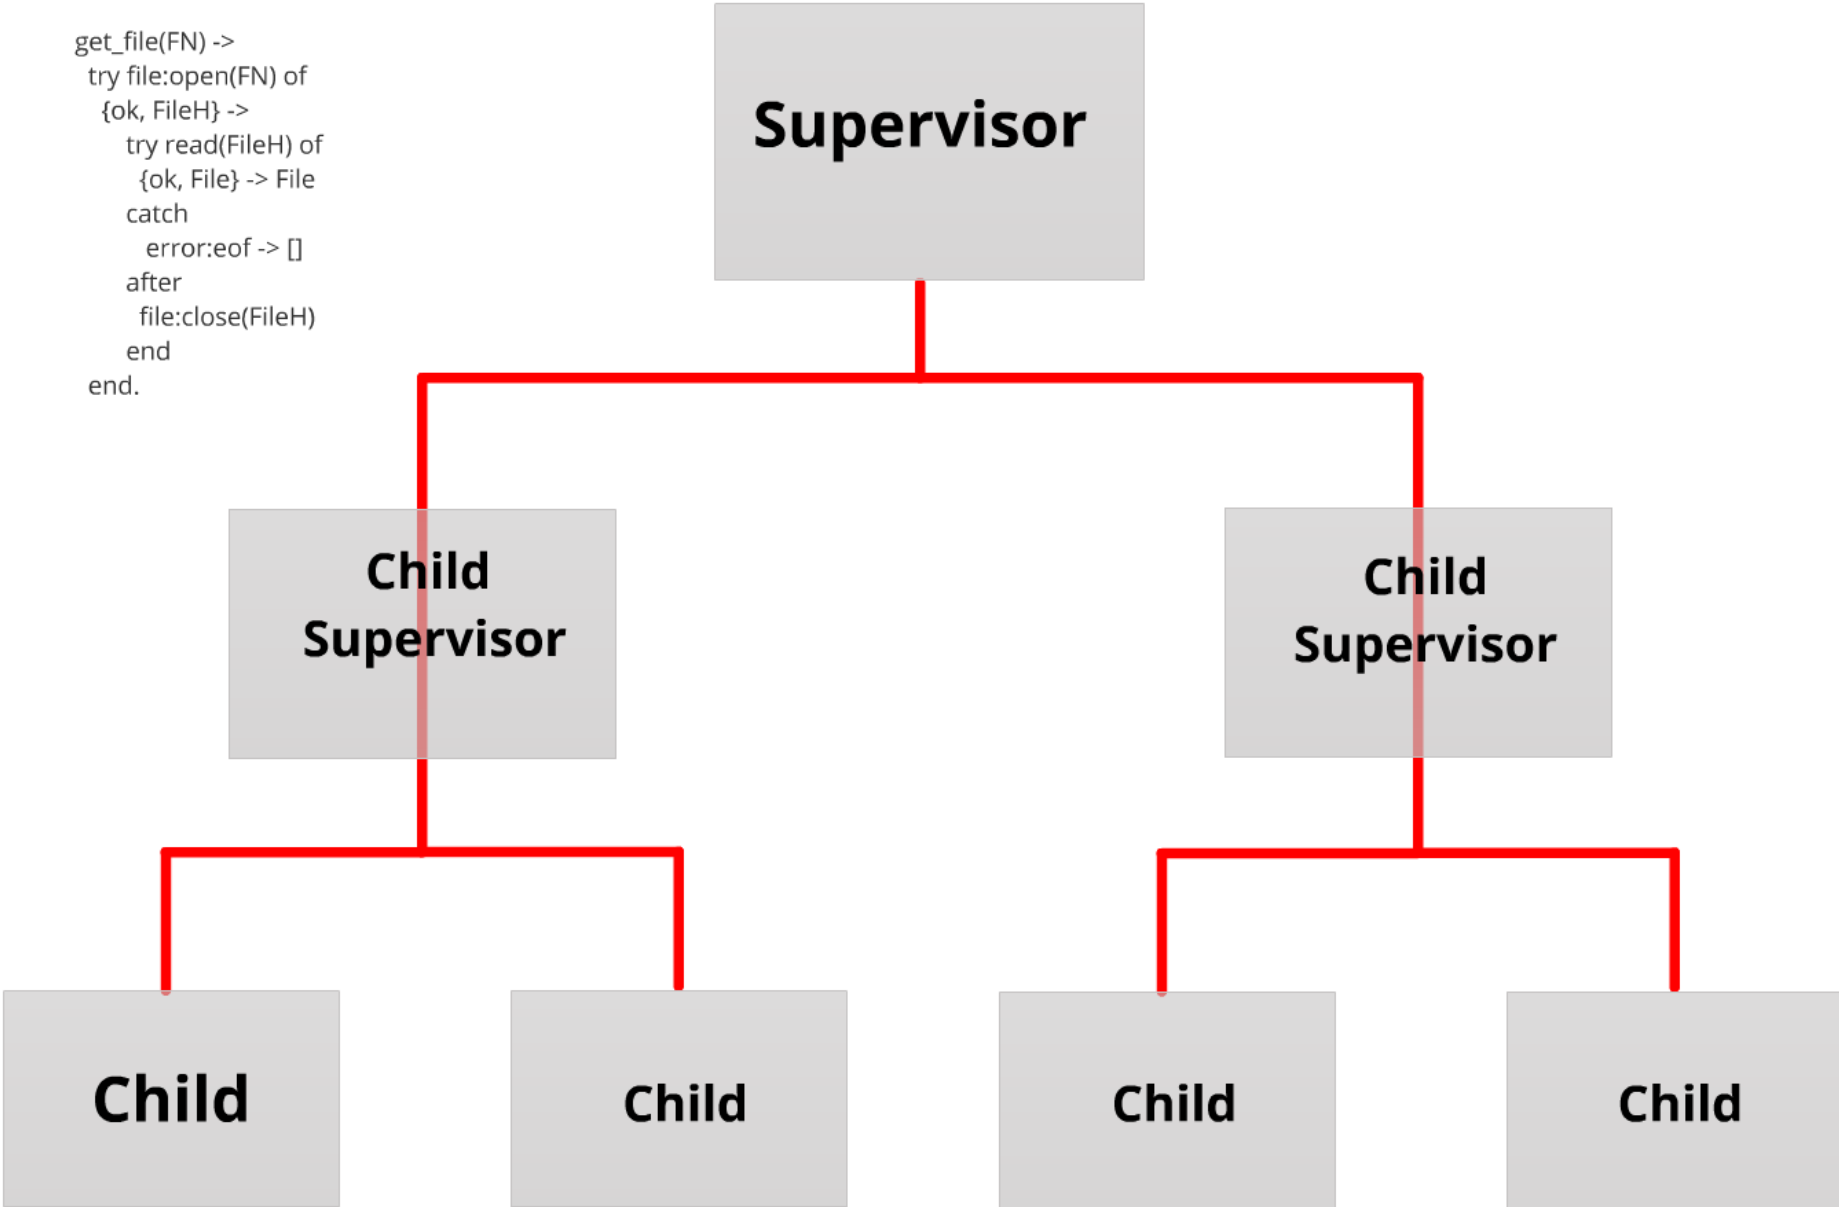 get_file(FN) ->
try file:open(FN) of
{ok, FileH} ->
try read(FileH) of
{ok, File} -> File
catch
error:eof -> []
after
file:close(FileH)
end
end.
Supervisor
Child
Supervisor
Child
Supervisor
Child
Child
Child
Child